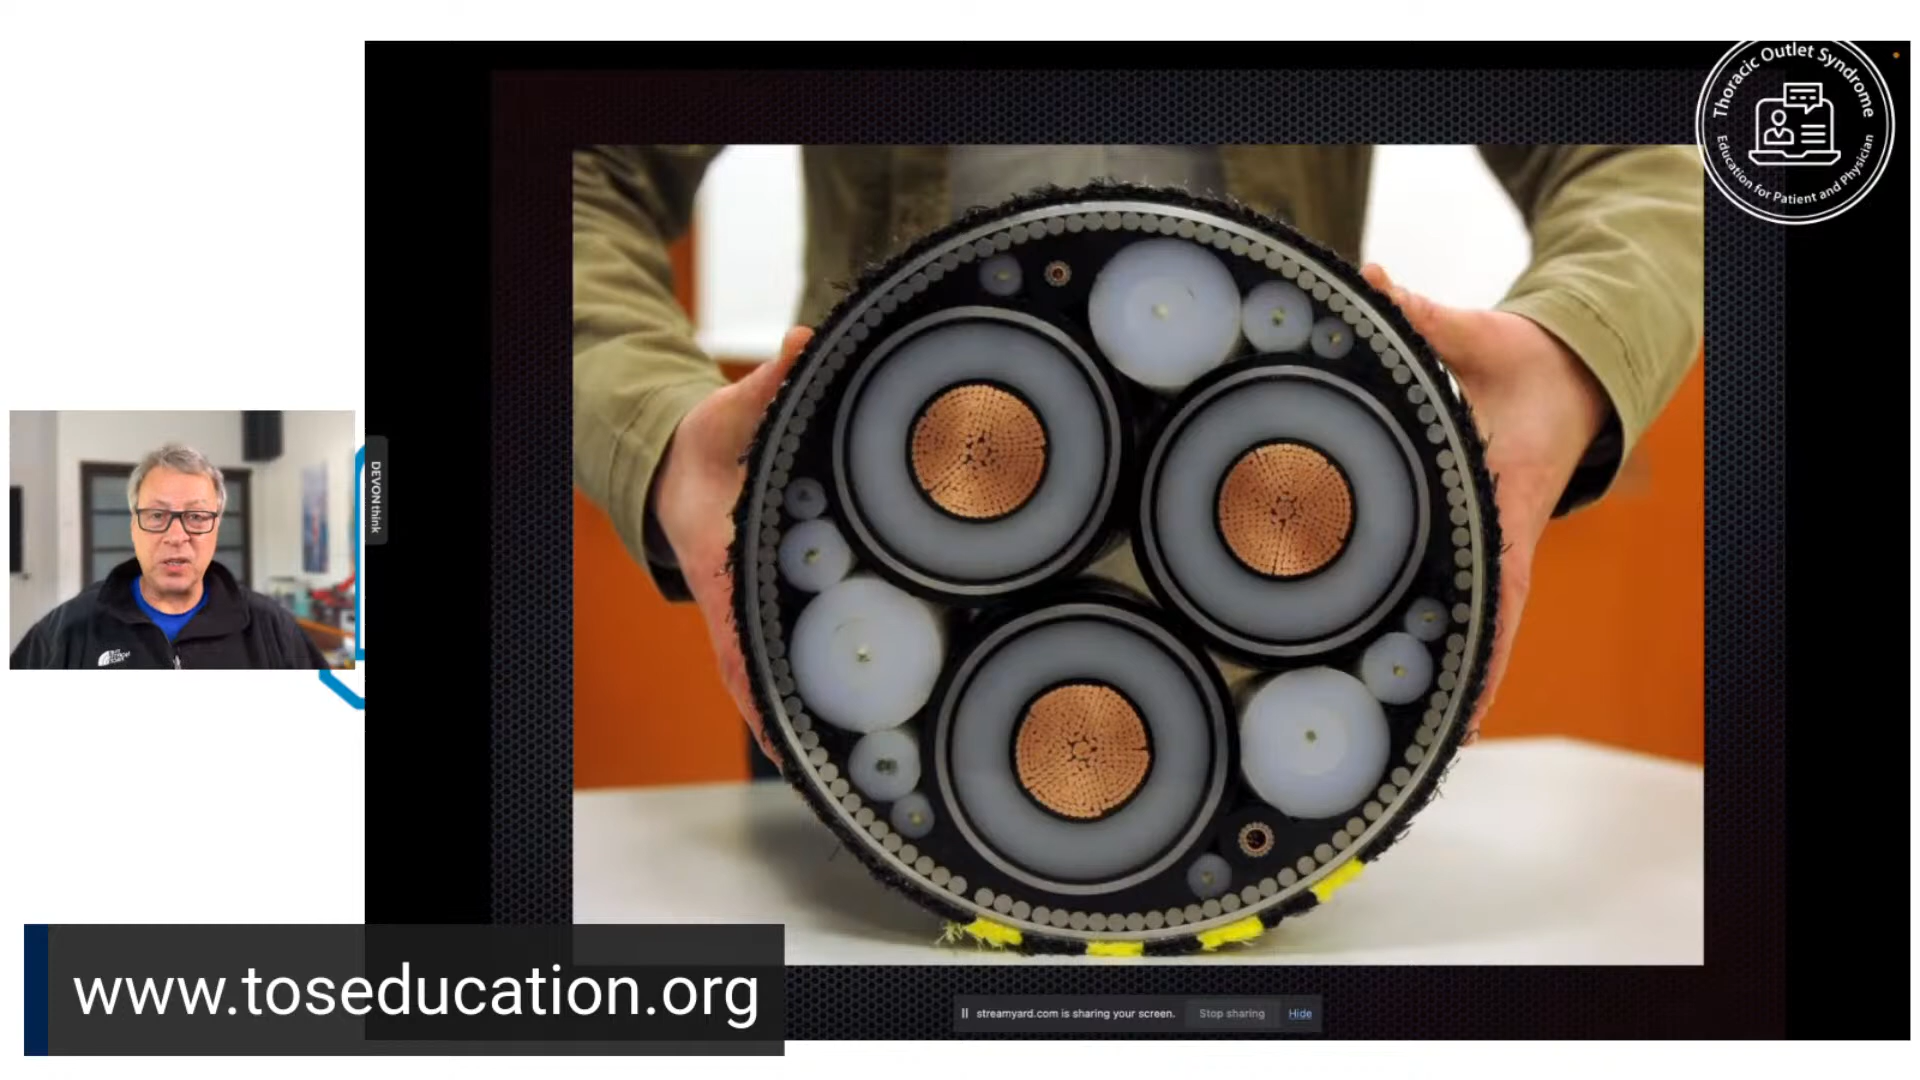 Thoracic Outlet Syndrome
Education for Patient and Physician
DEVONthink
www.toseducation.org
streamyard.com is sharing your screen.
Stop sharing
Hide